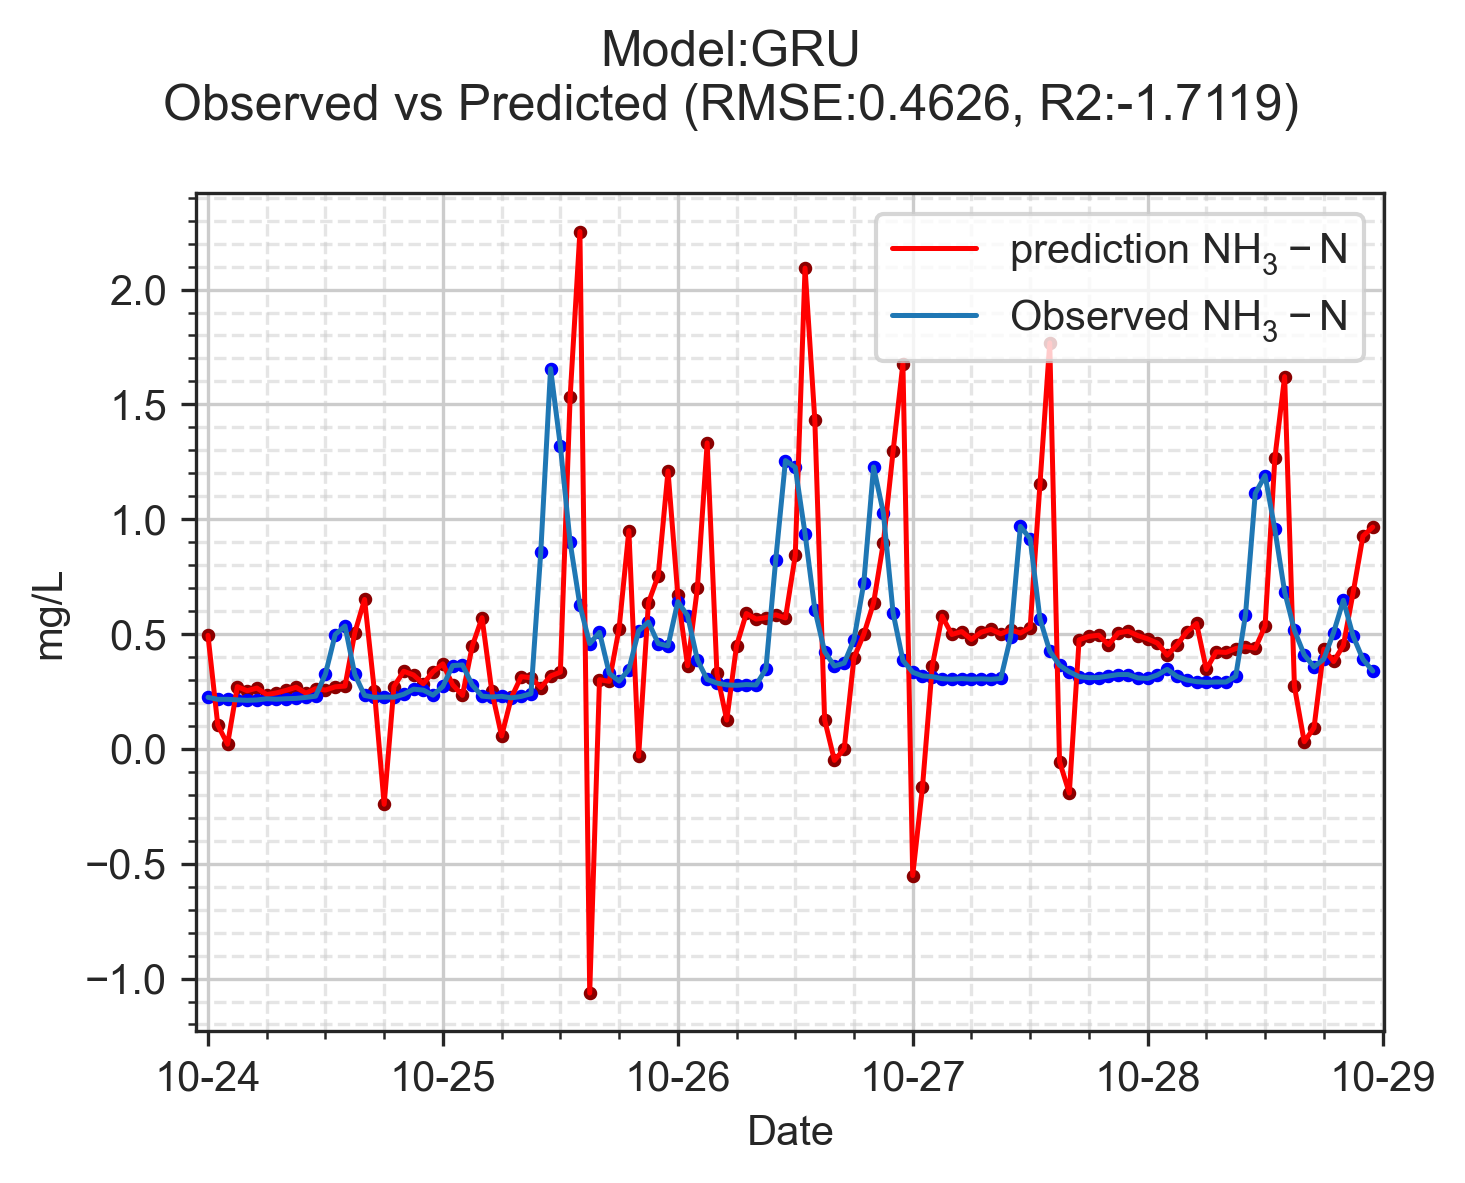 Model:GRU
Observed vs Predicted (RMSE:0.4626, R2:-1.7119)
prediction NH₃ − N
Observed NH₃ − N
2.0
1.5
1.0
0.5
0.0
−0.5
−1.0
mg/L
10-24 10-25 10-26 10-27 10-28 10-29
Date